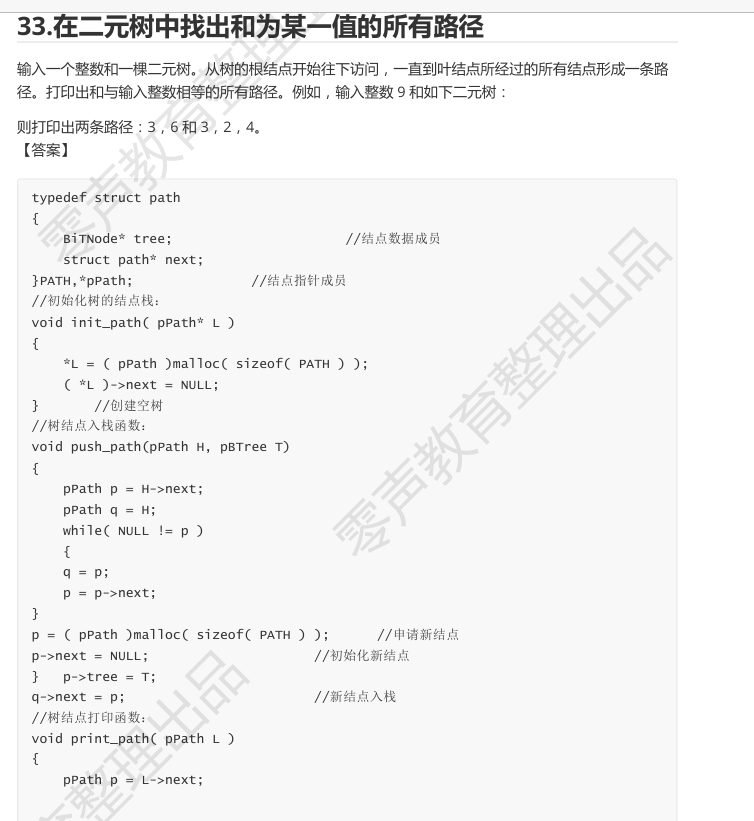 33.在二元树中找出和为某一值的所有路径
输入一个整数和一棵二元树。从树的根结点开始往下访问，一直到叶结点所经过的所有结点形成一条路
径。打印出和与输入整数相等的所有路径。例如，输入整数 9 和如下二元树：
则打印出两条路径：3，6 和 3，2，4。
【答案】
typedef struct path
{
    BiTNode* tree;                      //结点数据成员
    struct path* next;
}PATH,*pPath;               //结点指针成员
//初始化树的结点栈:
void init_path( pPath* L )
{
    *L = ( pPath )malloc( sizeof( PATH ) );
    ( *L )->next = NULL;
}       //创建空树
//树结点入栈函数:
void push_path(pPath H, pBTree T)
{
    pPath p = H->next;
    pPath q = H;
    while( NULL != p )
    {
    q = p;
    p = p->next;
}
p = ( pPath )malloc( sizeof( PATH ) );      //申请新结点
p->next = NULL;                     //初始化新结点
}   p->tree = T;
q->next = p;                        //新结点入栈
//树结点打印函数:
void print_path( pPath L )
{
    pPath p = L->next;
零声教育整理出品
零声教育整理出品
整理出品